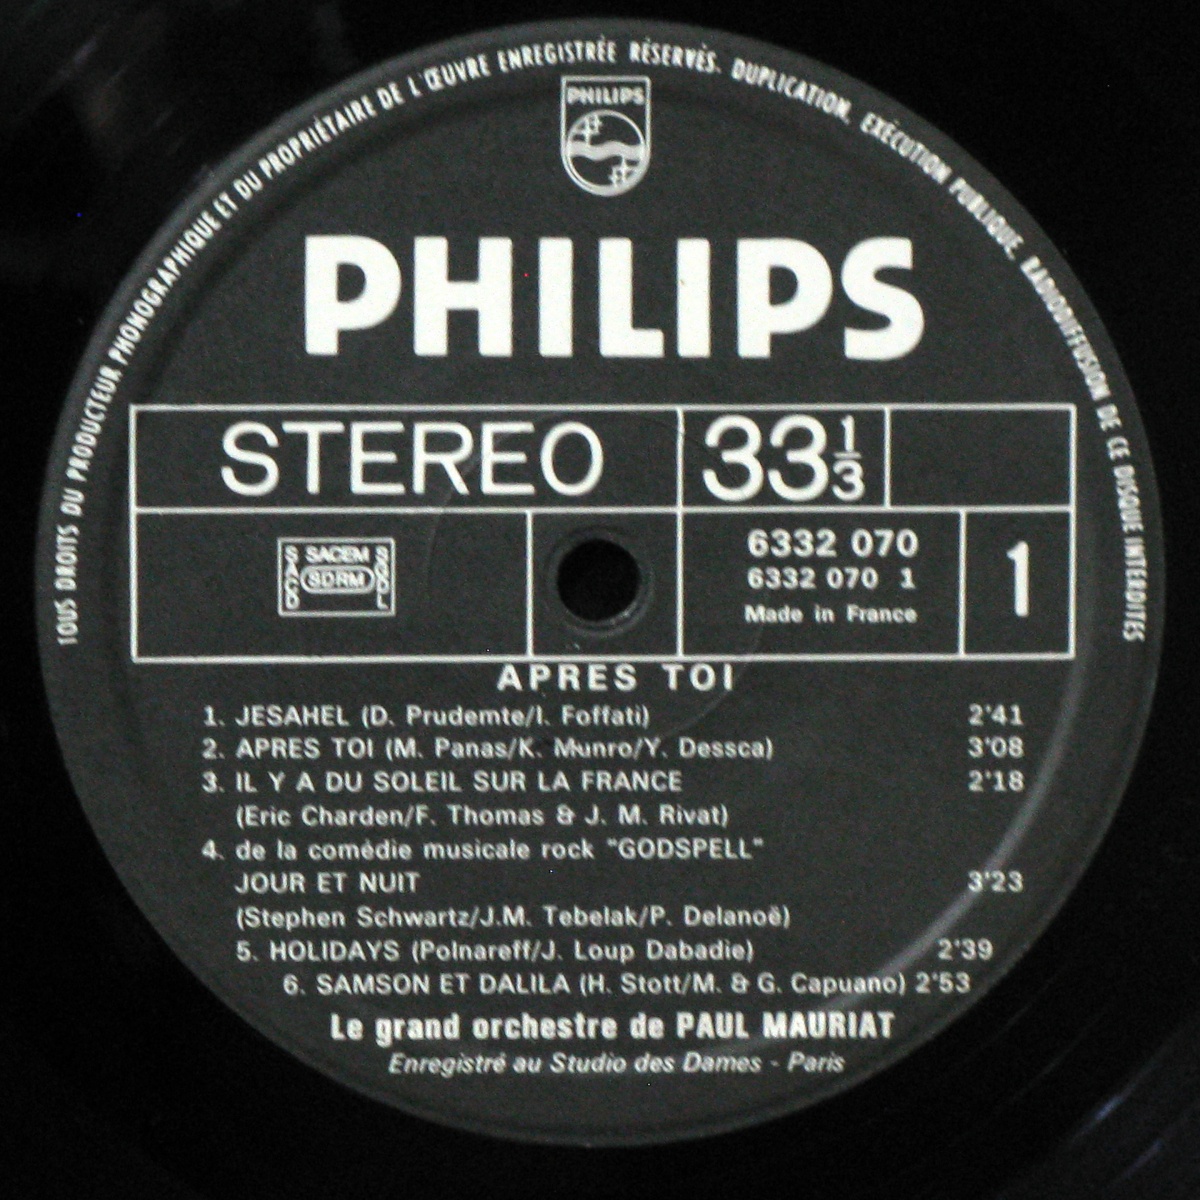 TOUS DROITS DU PRODUCTEUR PHONOGRAPHIQUE ET DU PROPRIÉTAIRE DE L'ŒUVRE ENREGISTRÉE RÉSERVÉS. DUPLICATION, EXÉCUTION PUBLIQUE, RADIODIFFUSION DE CE DISQUE INTERDITES
PHILIPS
PHILIPS
STEREO
33 1/3
SACEM
SACD
SDRM
SGDL
6332 070
6332 070 1
Made in France
1
APRES TOI
1. JESAHEL (D. Prudemte/I. Foffati) 2'41
2. APRES TOI (M. Panas/K. Munro/Y. Dessca) 3'08
3. IL Y A DU SOLEIL SUR LA FRANCE 2'18
(Eric Charden/F. Thomas & J. M. Rivat)
4. de la comédie musicale rock "GODSPELL"
JOUR ET NUIT 3'23
(Stephen Schwartz/J.M. Tebelak/P. Delanoë)
5. HOLIDAYS (Polnareff/J. Loup Dabadie) 2'39
6. SAMSON ET DALILA (H. Stott/M. & G. Capuano) 2'53
Le grand orchestre de PAUL MAURIAT
Enregistré au Studio des Dames - Paris